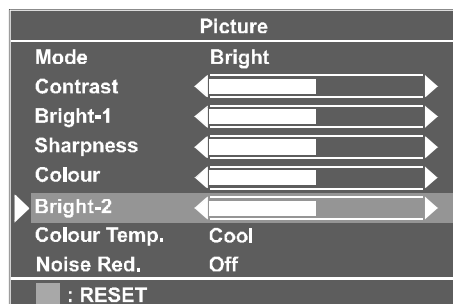 Picture
Mode Bright
Contrast
Bright-1
Sharpness
Colour
Bright-2
Colour Temp. Cool
Noise Red. Off
: RESET